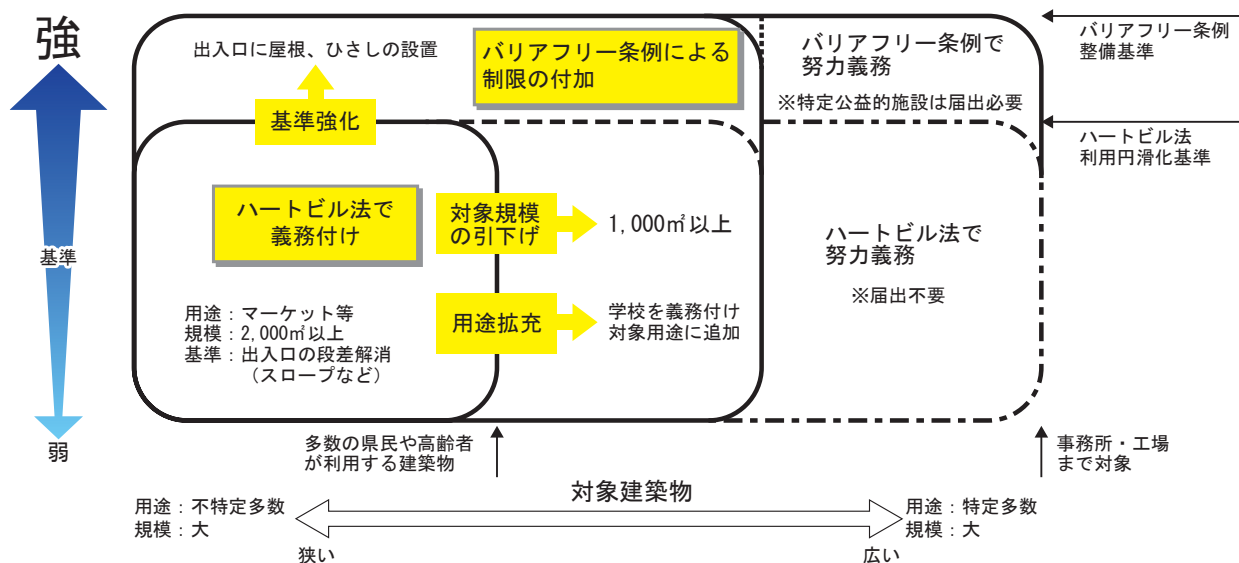 強
基準
弱
出入口に屋根、ひさしの設置
バリアフリー条例による
制限の付加
バリアフリー条例で
努力義務
※特定公益的施設は届出必要
バリアフリー条例
整備基準
基準強化
ハートビル法
利用円滑化基準
ハートビル法で
義務付け
対象規模
の引下げ
1,000㎡以上
ハートビル法で
努力義務
※届出不要
用途：マーケット等
規模：2,000㎡以上
基準：出入口の段差解消
（スロープなど）
用途拡充
学校を義務付け
対象用途に追加
多数の県民や高齢者
が利用する建築物
事務所・工場
まで対象
対象建築物
用途：不特定多数
規模：大
用途：特定多数
規模：大
狭い
広い